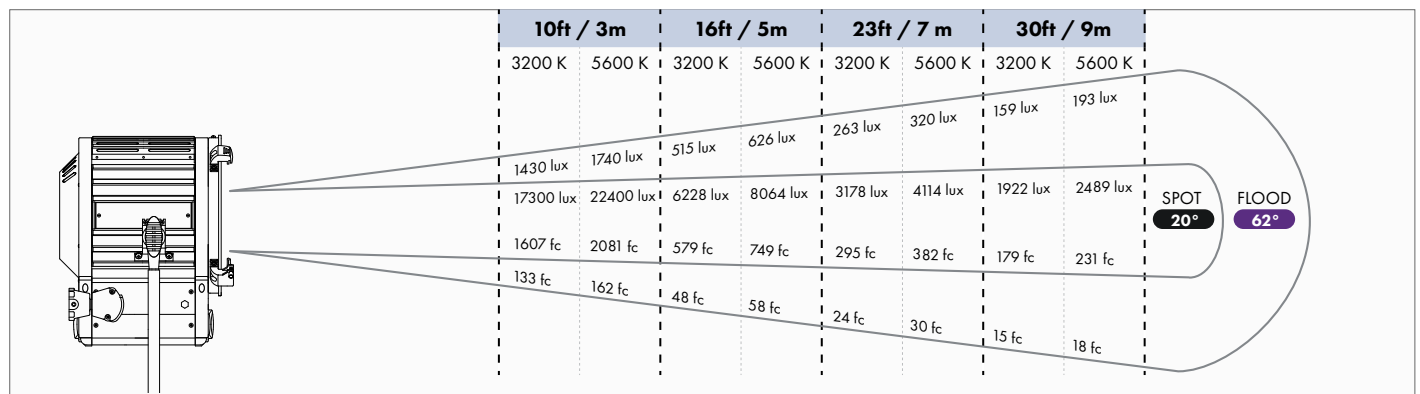 10ft / 3m 16ft / 5m 23ft / 7 m 30ft / 9m
3200 K 5600 K 3200 K 5600 K 3200 K 5600 K 3200 K 5600 K
1430 lux 1740 lux 515 lux 626 lux 263 lux 320 lux 159 lux 193 lux
17300 lux 22400 lux 6228 lux 8064 lux 3178 lux 4114 lux 1922 lux 2489 lux
SPOT FLOOD
20° 62°
1607 fc 2081 fc 579 fc 749 fc 295 fc 382 fc 179 fc 231 fc
133 fc 162 fc 48 fc 58 fc 24 fc 30 fc 15 fc 18 fc